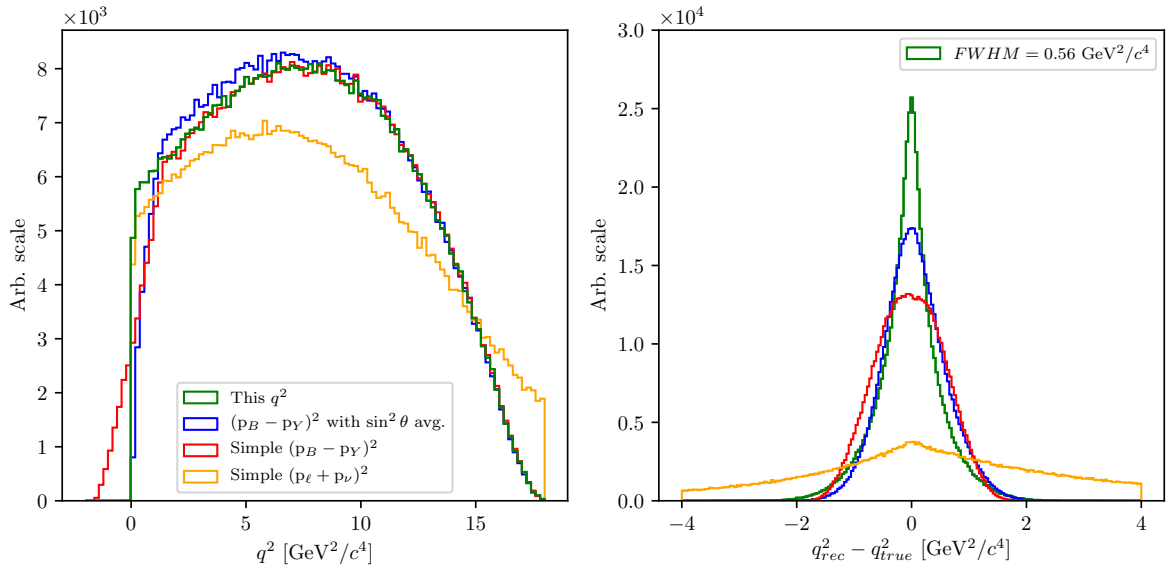 ×10³
8
7
6
5
4
3
2
1
0
Arb. scale
0 5 10 15
q² [GeV²/c⁴]
This q²
(p_B − p_Y)² with sin² θ avg.
Simple (p_B − p_Y)²
Simple (p_ℓ + p_ν)²
×10⁴
3.0
2.5
2.0
1.5
1.0
0.5
0.0
Arb. scale
−4 −2 0 2 4
q²_rec − q²_true [GeV²/c⁴]
FWHM = 0.56 GeV²/c⁴